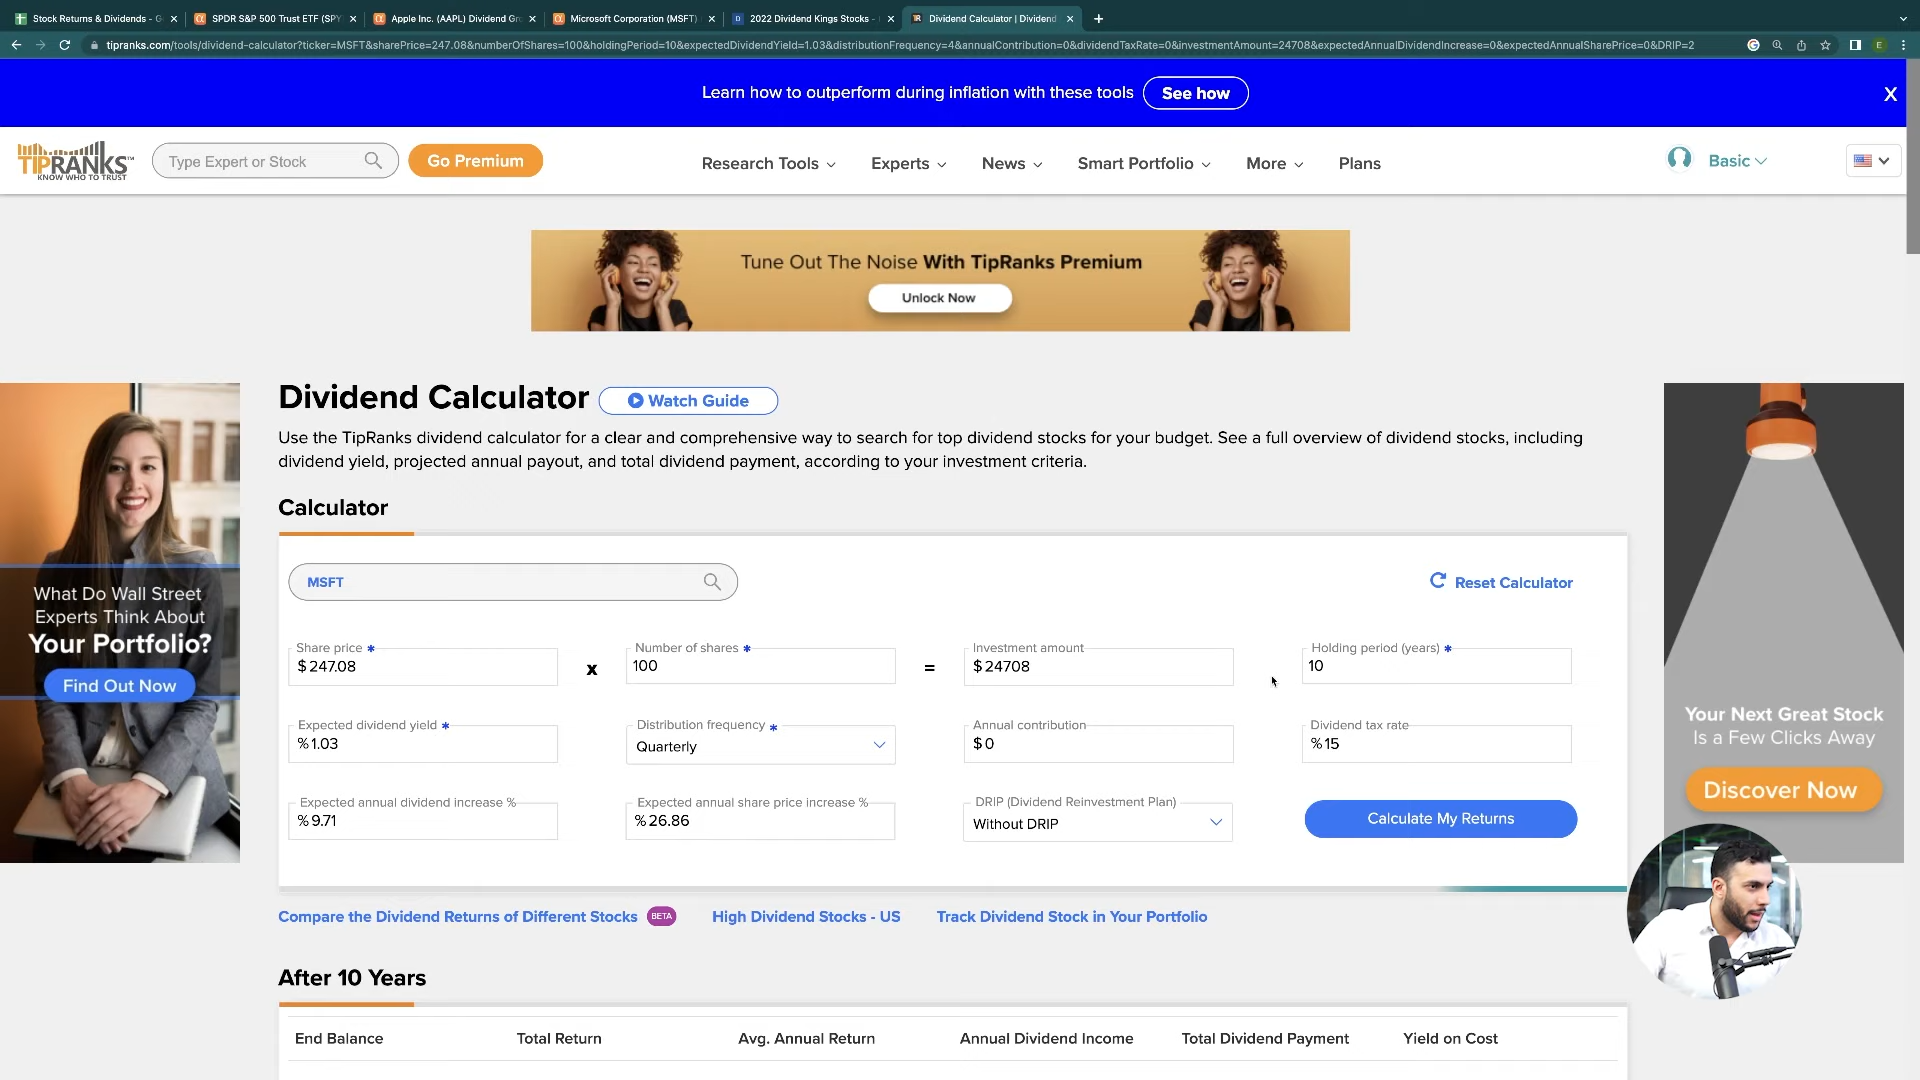 Stock Returns & Dividends - G
SPDR S&P 500 Trust ETF (SPY
Apple Inc. (AAPL) Dividend Gr
Microsoft Corporation (MSFT)
2022 Dividend Kings Stocks -
Dividend Calculator | Dividend
tipranks.com/tools/dividend-calculator?ticker=MSFT&sharePrice=247.08&numberOfShares=100&holdingPeriod=10&expectedDividendYield=1.03&distributionFrequency=4&annualContribution=0&dividendTaxRate=0&investmentAmount=24708&expectedAnnualDividendIncrease=0&expectedAnnualSharePrice=0&DRIP=2
E
Learn how to outperform during inflation with these tools
See how
X
TIPRANKS™
KNOW WHO TO TRUST
Type Expert or Stock
Go Premium
Research Tools
Experts
News
Smart Portfolio
More
Plans
Basic
Tune Out The Noise With TipRanks Premium
Unlock Now
Dividend Calculator
Watch Guide
Use the TipRanks dividend calculator for a clear and comprehensive way to search for top dividend stocks for your budget. See a full overview of dividend stocks, including
dividend yield, projected annual payout, and total dividend payment, according to your investment criteria.
Calculator
MSFT
Reset Calculator
Share price *
$ 247.08
x
Number of shares *
100
=
Investment amount
$ 24708
Holding period (years) *
10
Expected dividend yield *
% 1.03
Distribution frequency *
Quarterly
Annual contribution
$ 0
Dividend tax rate
% 15
Expected annual dividend increase %
% 9.71
Expected annual share price increase %
% 26.86
DRIP (Dividend Reinvestment Plan)
Without DRIP
Calculate My Returns
What Do Wall Street
Experts Think About
Your Portfolio?
Find Out Now
Your Next Great Stock
Is a Few Clicks Away
Discover Now
Compare the Dividend Returns of Different Stocks BETA
High Dividend Stocks - US
Track Dividend Stock in Your Portfolio
After 10 Years
End Balance
Total Return
Avg. Annual Return
Annual Dividend Income
Total Dividend Payment
Yield on Cost